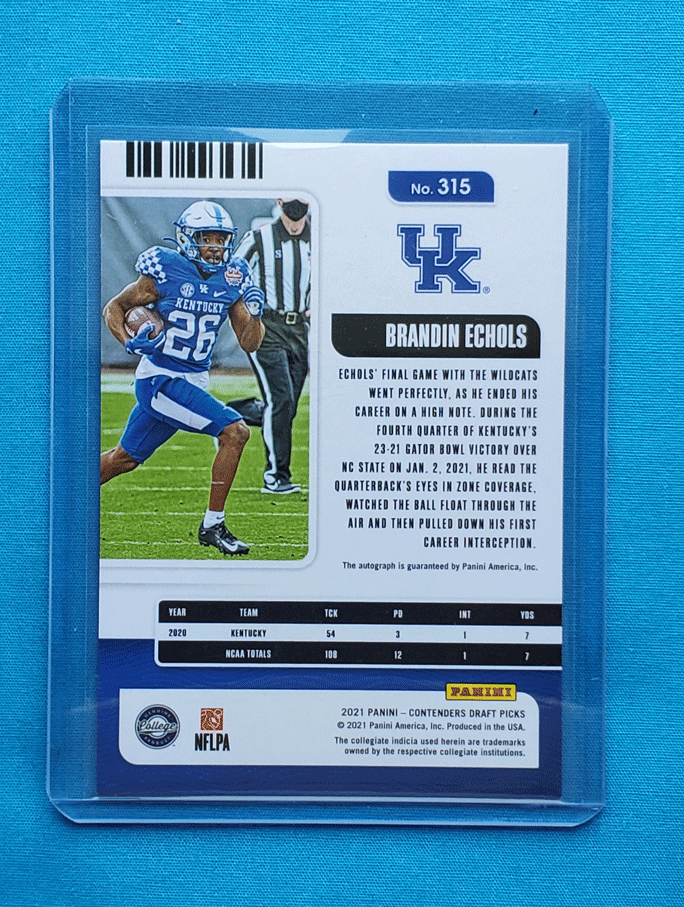 No. 315
UK
®
BRANDIN ECHOLS
KENTUCKY
26
S
ECHOLS' FINAL GAME WITH THE WILDCATS
WENT PERFECTLY, AS HE ENDED HIS
CAREER ON A HIGH NOTE. DURING THE
FOURTH QUARTER OF KENTUCKY'S
23-21 GATOR BOWL VICTORY OVER
NC STATE ON JAN. 2, 2021, HE READ THE
QUARTERBACK'S EYES IN ZONE COVERAGE,
WATCHED THE BALL FLOAT THROUGH THE
AIR AND THEN PULLED DOWN HIS FIRST
CAREER INTERCEPTION.
The autograph is guaranteed by Panini America, Inc.
YEAR TEAM TCK PD INT YDS
2020 KENTUCKY 54 3 1 7
NCAA TOTALS 108 12 1 7
PANINI
2021 PANINI – CONTENDERS DRAFT PICKS
© 2021 Panini America, Inc. Produced in the USA.
The collegiate indicia used herein are trademarks
owned by the respective collegiate institutions.
College
NFLPA